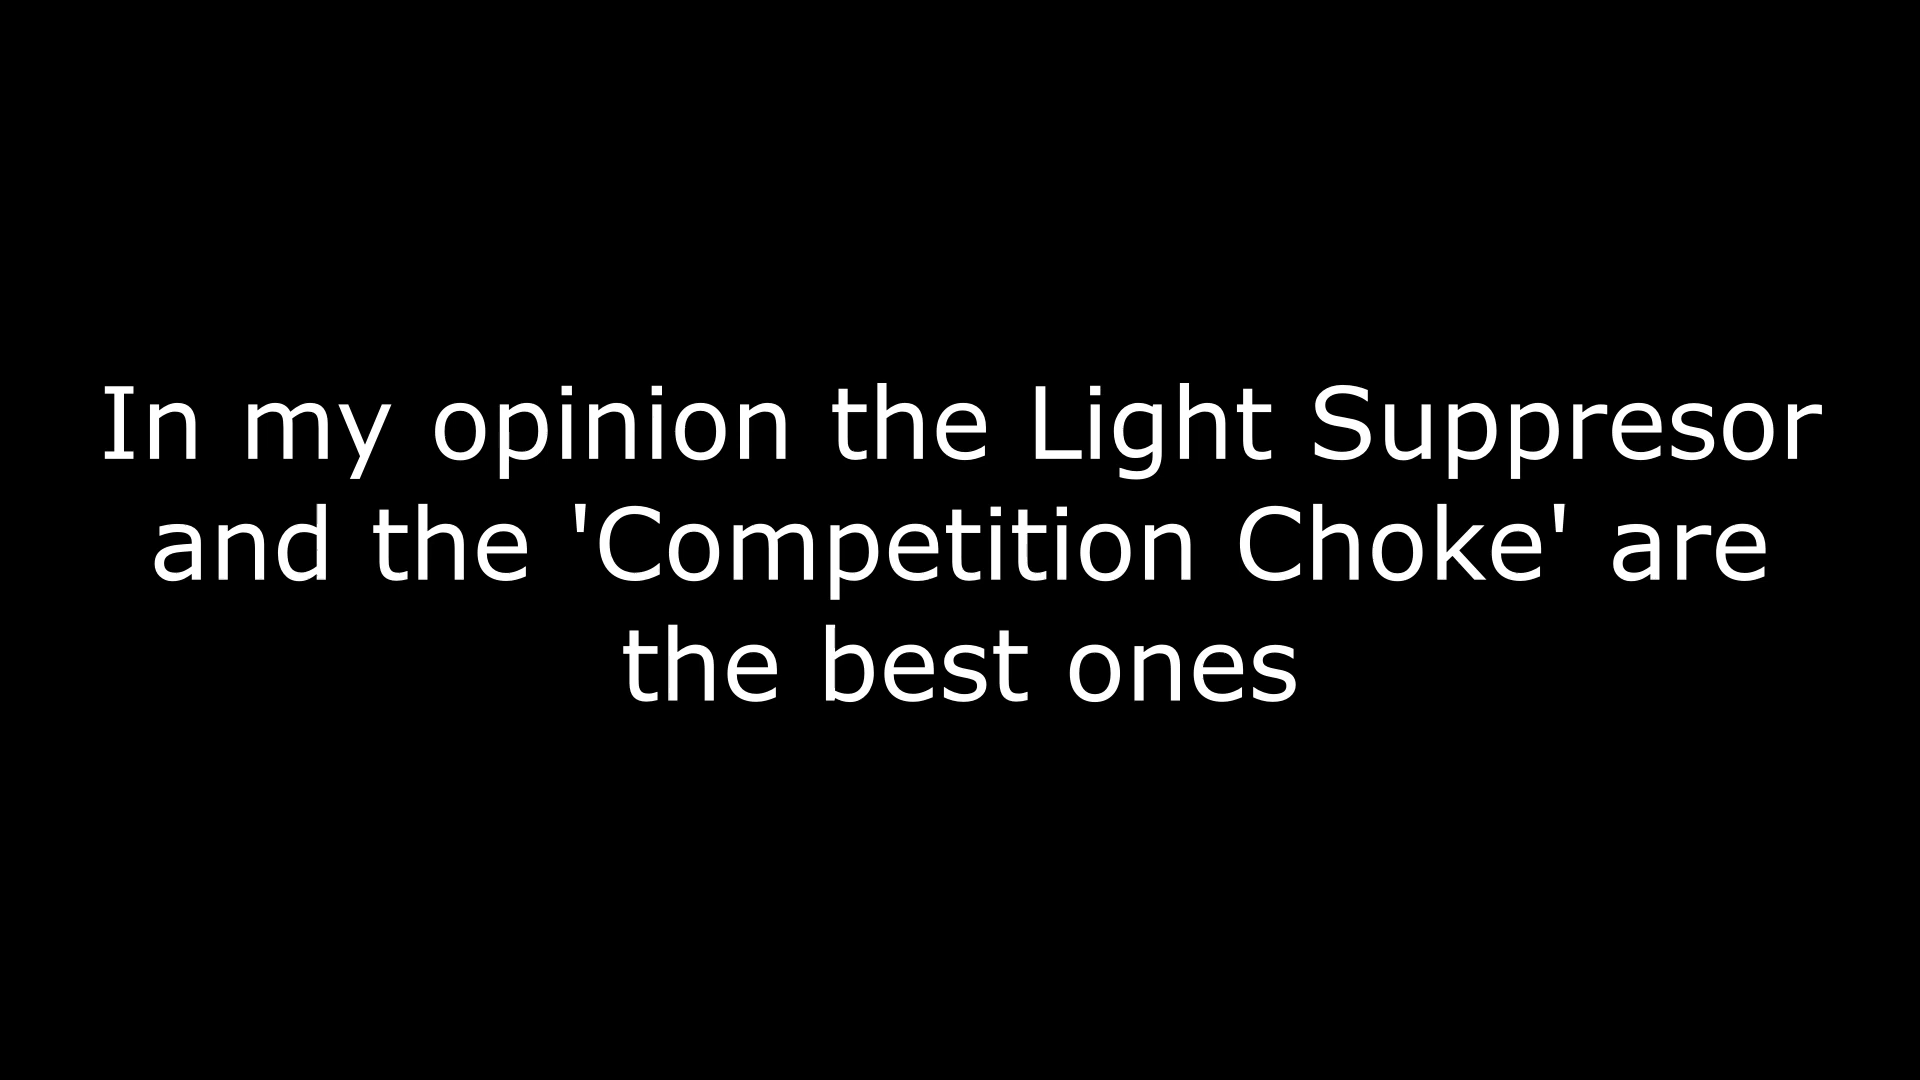 In my opinion the Light Suppresor
and the 'Competition Choke' are
the best ones